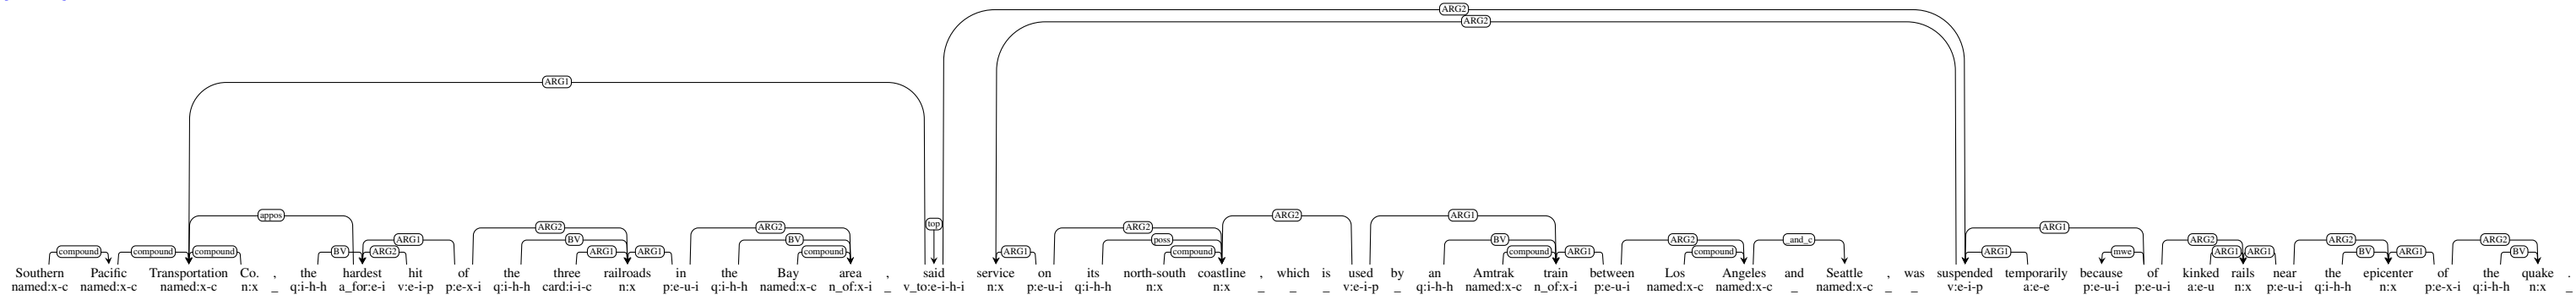 ARG2
ARG2
ARG1
appos top ARG2 ARG1 ARG1
ARG2 ARG2 ARG2
ARG1 BV BV poss BV ARG2 _and_c ARG2 ARG2 ARG2
compound compound compound BV ARG2 ARG1 ARG1 compound ARG1 compound compound ARG1 compound ARG1 mwe ARG1 ARG1 BV ARG1 BV
Southern Pacific Transportation Co. , the hardest hit of the three railroads in the Bay area , said service on its north-south coastline , which is used by an Amtrak train between Los Angeles and Seattle , was suspended temporarily because of kinked rails near the epicenter of the quake .
named:x-c named:x-c named:x-c n:x _ q:i-h-h a_for:e-i v:e-i-p p:e-x-i q:i-h-h card:i-i-c n:x p:e-u-i q:i-h-h named:x-c n_of:x-i _ v_to:e-i-h-i n:x p:e-u-i q:i-h-h n:x n:x _ _ _ v:e-i-p _ q:i-h-h named:x-c n_of:x-i p:e-u-i named:x-c named:x-c _ named:x-c _ _ v:e-i-p a:e-e p:e-u-i p:e-u-i a:e-u n:x p:e-u-i q:i-h-h n:x p:e-x-i q:i-h-h n:x _